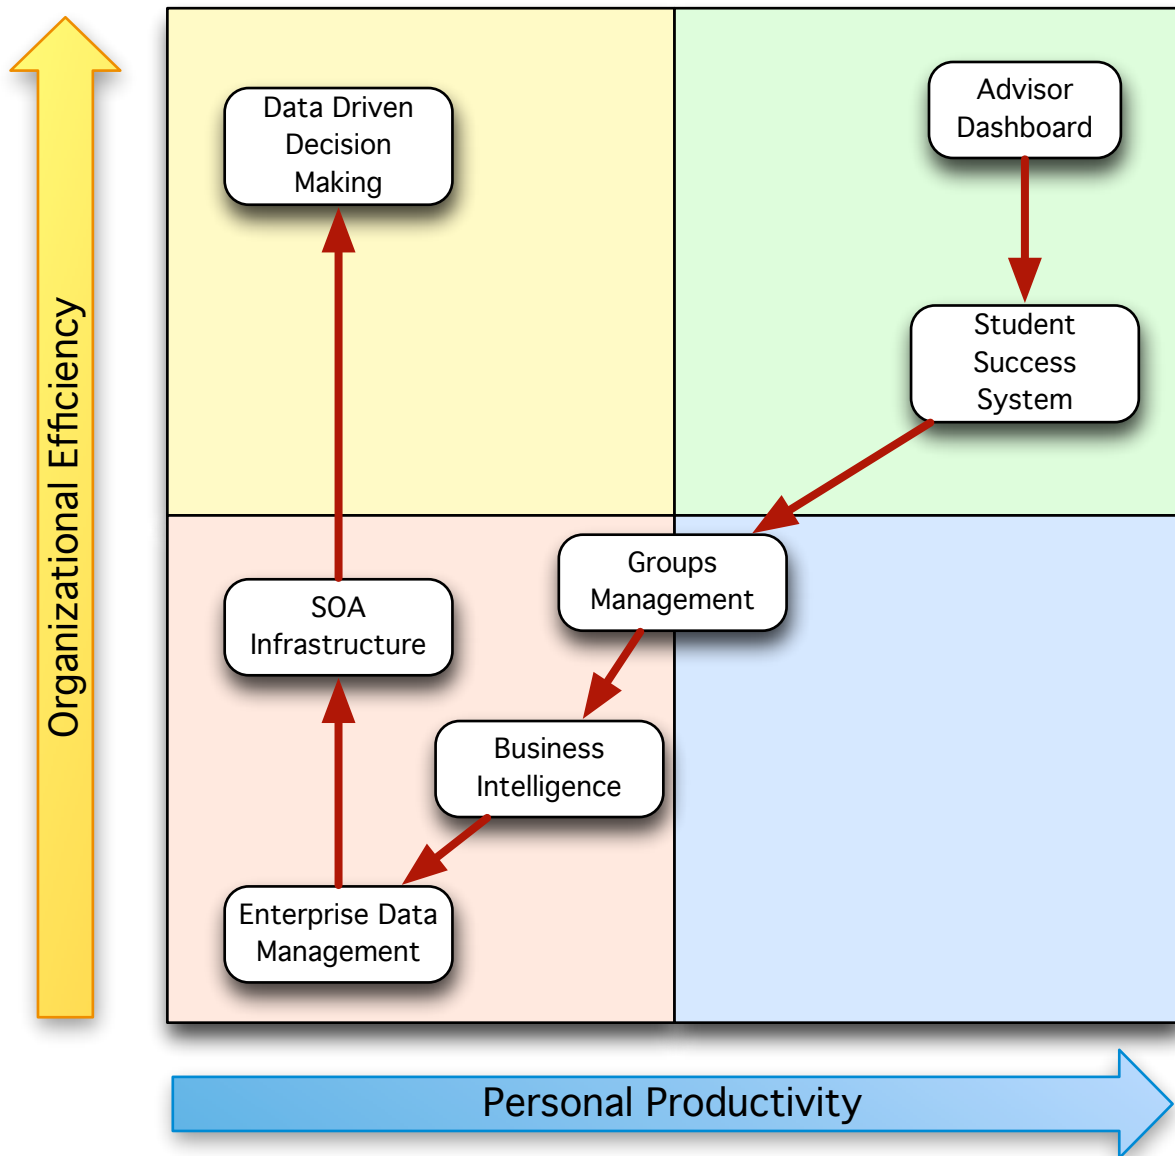 Organizational Efficiency
Data Driven
Decision
Making
Advisor
Dashboard
Student
Success
System
Groups
Management
SOA
Infrastructure
Business
Intelligence
Enterprise Data
Management
Personal Productivity